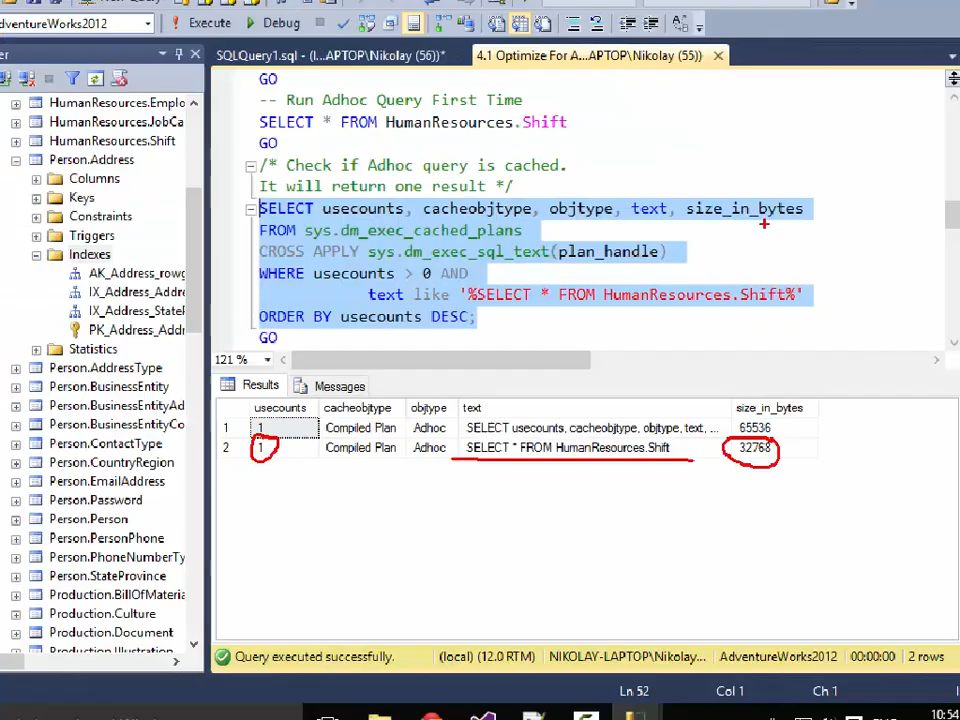 AdventureWorks2012
Execute
Debug
SQLQuery1.sql - (l...APTOP\Nikolay (56))*
4.1 Optimize For A...APTOP\Nikolay (55))
HumanResources.Emplo
HumanResources.JobCa
HumanResources.Shift
Person.Address
Columns
Keys
Constraints
Triggers
Indexes
AK_Address_rowg
IX_Address_Addr
IX_Address_StateP
PK_Address_Addr
Statistics
Person.AddressType
Person.BusinessEntity
Person.BusinessEntityAd
Person.BusinessEntityCo
Person.ContactType
Person.CountryRegion
Person.EmailAddress
Person.Password
Person.Person
Person.PersonPhone
Person.PhoneNumberTy
Person.StateProvince
Production.BillOfMateria
Production.Culture
Production.Document
Production.Illustration
GO
-- Run Adhoc Query First Time
SELECT * FROM HumanResources.Shift
GO
/* Check if Adhoc query is cached.
It will return one result */
SELECT usecounts, cacheobjtype, objtype, text, size_in_bytes
FROM sys.dm_exec_cached_plans
CROSS APPLY sys.dm_exec_sql_text(plan_handle)
WHERE usecounts > 0 AND
text like '%SELECT * FROM HumanResources.Shift%'
ORDER BY usecounts DESC;
GO
121 %
Results
Messages
usecounts cacheobjtype objtype text size_in_bytes
1 1 Compiled Plan Adhoc SELECT usecounts, cacheobjtype, objtype, text, ... 65536
2 1 Compiled Plan Adhoc SELECT * FROM HumanResources.Shift 32768
Query executed successfully.
(local) (12.0 RTM)
NIKOLAY-LAPTOP\Nikolay...
AdventureWorks2012
00:00:00
2 rows
Ln 52
Col 1
Ch 1
10:54